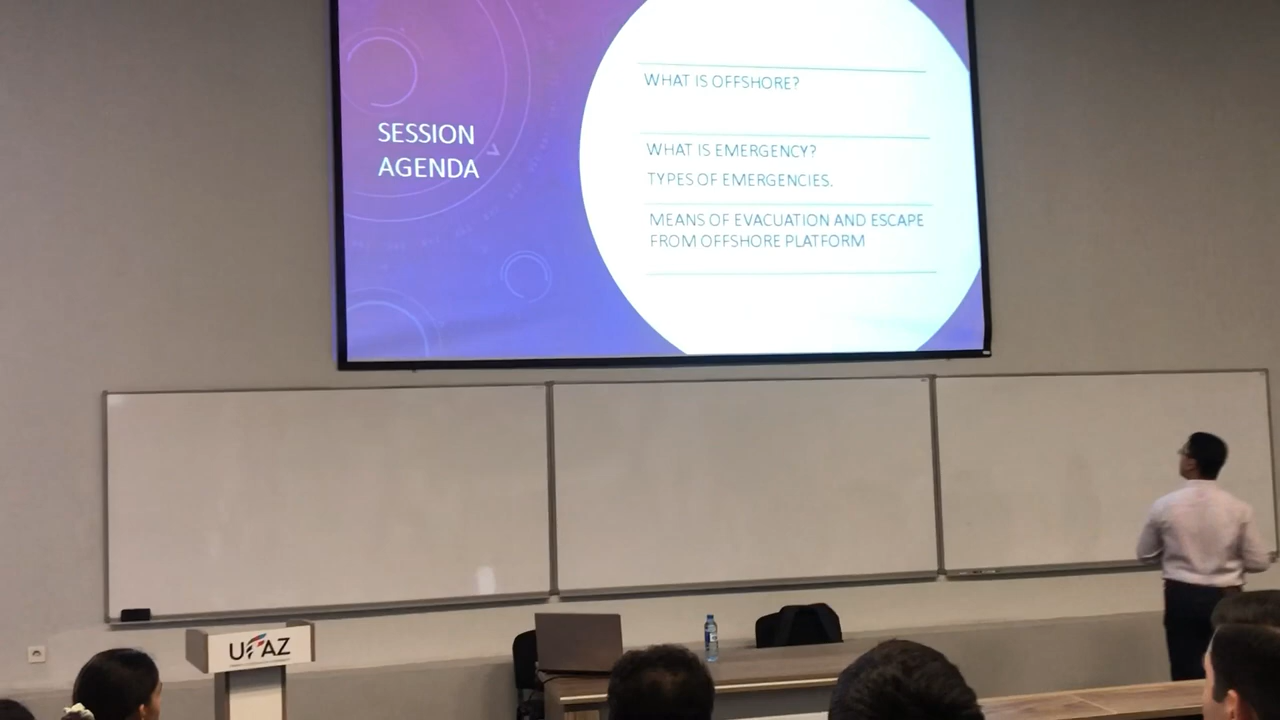 SESSION
AGENDA
WHAT IS OFFSHORE?
WHAT IS EMERGENCY?
TYPES OF EMERGENCIES.
MEANS OF EVACUATION AND ESCAPE
FROM OFFSHORE PLATFORM
UFAZ